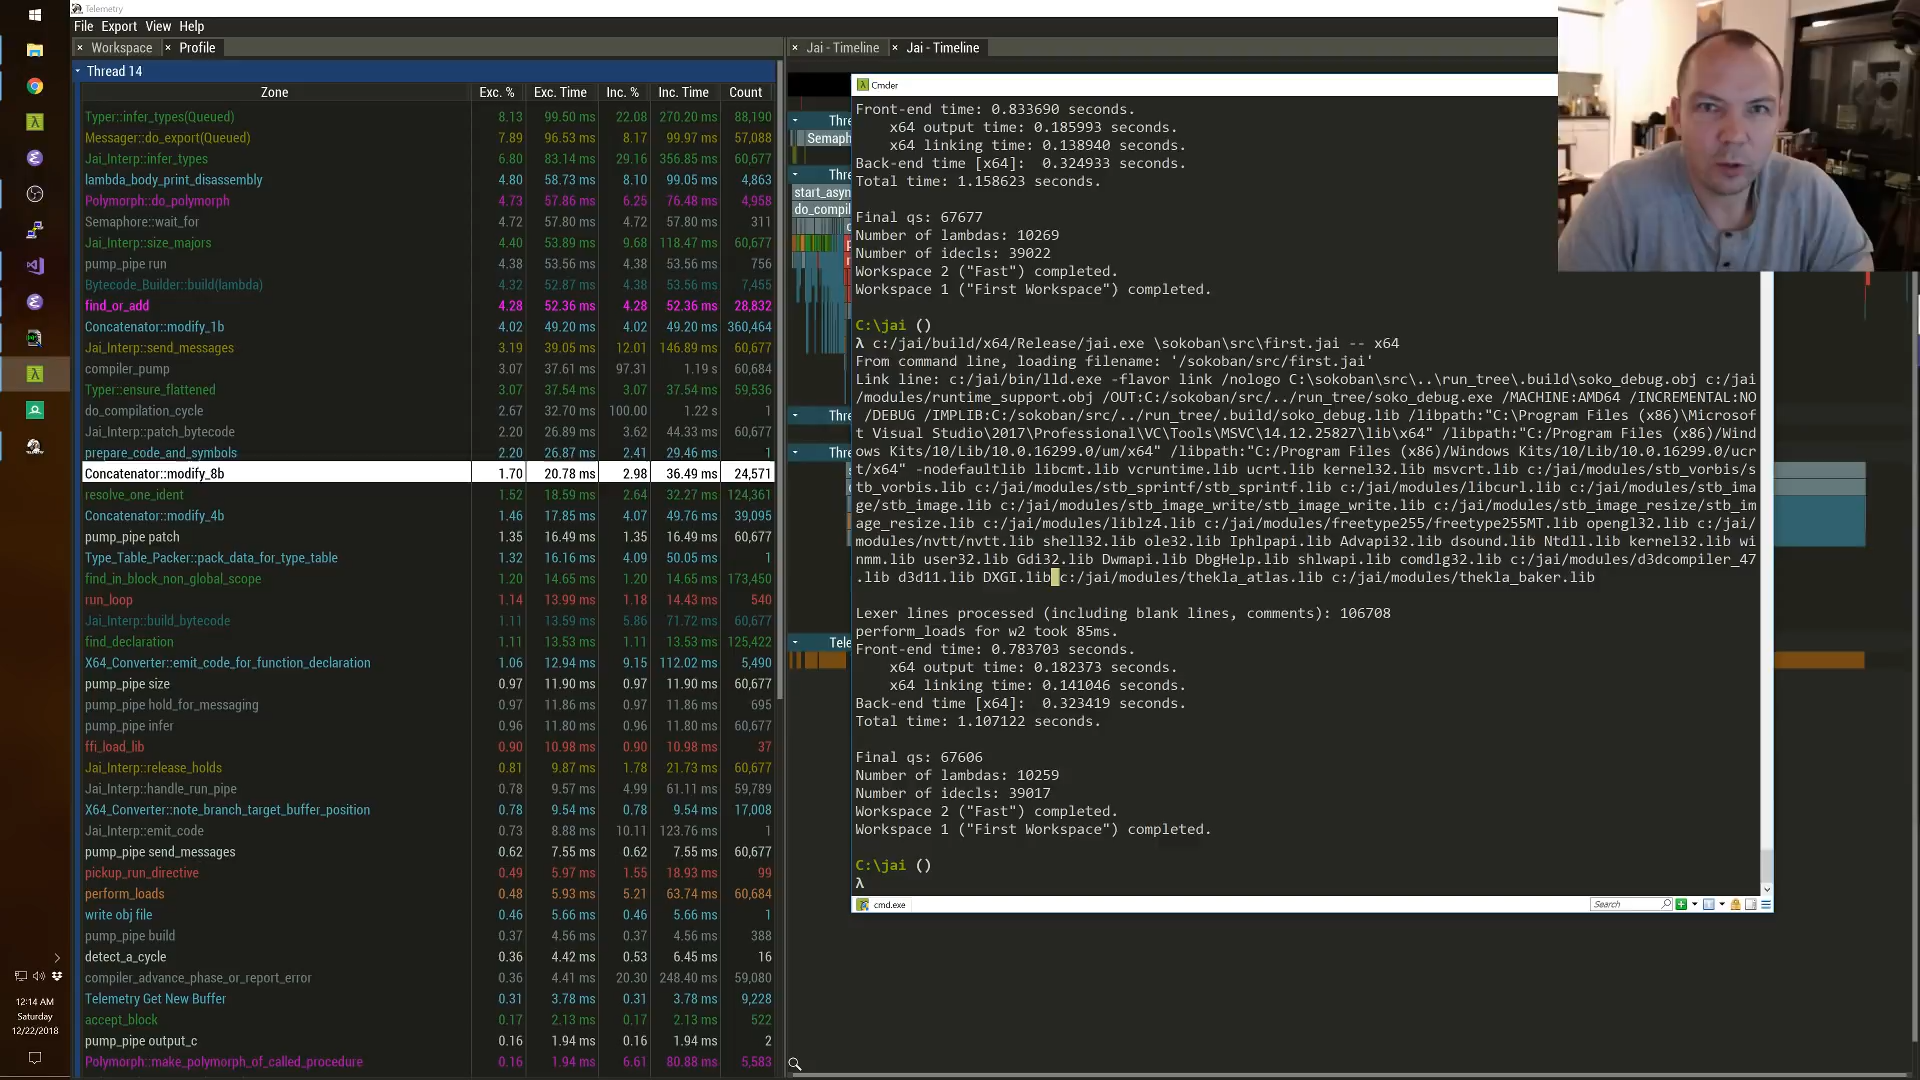 Telemetry
File Export View Help
× Workspace × Profile
Thread 14
Zone Exc. % Exc. Time Inc. % Inc. Time Count
Typer::infer_types(Queued) 8.13 99.50 ms 22.08 270.20 ms 88,190
Messager::do_export(Queued) 7.89 96.53 ms 8.17 99.97 ms 57,088
Jai_Interp::infer_types 6.80 83.14 ms 29.16 356.85 ms 60,677
lambda_body_print_disassembly 4.80 58.73 ms 8.10 99.05 ms 4,863
Polymorph::do_polymorph 4.73 57.86 ms 6.25 76.48 ms 4,958
Semaphore::wait_for 4.72 57.80 ms 4.72 57.80 ms 311
Jai_Interp::size_majors 4.40 53.89 ms 9.68 118.47 ms 60,677
pump_pipe run 4.38 53.56 ms 4.38 53.56 ms 756
Bytecode_Builder::build(lambda) 4.32 52.87 ms 4.38 53.56 ms 7,455
find_or_add 4.28 52.36 ms 4.28 52.36 ms 28,832
Concatenator::modify_1b 4.02 49.20 ms 4.02 49.20 ms 360,464
Jai_Interp::send_messages 3.19 39.05 ms 12.01 146.89 ms 60,677
compiler_pump 3.07 37.61 ms 97.31 1.19 s 60,684
Typer::ensure_flattened 3.07 37.54 ms 3.07 37.54 ms 59,536
do_compilation_cycle 2.67 32.70 ms 100.00 1.22 s 1
Jai_Interp::patch_bytecode 2.20 26.89 ms 3.62 44.33 ms 60,677
prepare_code_and_symbols 2.20 26.87 ms 2.41 29.46 ms 1
Concatenator::modify_8b 1.70 20.78 ms 2.98 36.49 ms 24,571
resolve_one_ident 1.52 18.59 ms 2.64 32.27 ms 124,361
Concatenator::modify_4b 1.46 17.85 ms 4.07 49.76 ms 39,095
pump_pipe patch 1.35 16.49 ms 1.35 16.49 ms 60,677
Type_Table_Packer::pack_data_for_type_table 1.32 16.16 ms 4.09 50.05 ms 1
find_in_block_non_global_scope 1.20 14.65 ms 1.20 14.65 ms 173,450
run_loop 1.14 13.99 ms 1.18 14.43 ms 540
Jai_Interp::build_bytecode 1.11 13.59 ms 5.86 71.72 ms 60,677
find_declaration 1.11 13.53 ms 1.11 13.53 ms 125,422
X64_Converter::emit_code_for_function_declaration 1.06 12.94 ms 9.15 112.02 ms 5,490
pump_pipe size 0.97 11.90 ms 0.97 11.90 ms 60,677
pump_pipe hold_for_messaging 0.97 11.86 ms 0.97 11.86 ms 695
pump_pipe infer 0.96 11.80 ms 0.96 11.80 ms 60,677
ffi_load_lib 0.90 10.98 ms 0.90 10.98 ms 37
Jai_Interp::release_holds 0.81 9.87 ms 1.78 21.73 ms 60,677
Jai_Interp::handle_run_pipe 0.78 9.57 ms 4.99 61.11 ms 59,789
X64_Converter::note_branch_target_buffer_position 0.78 9.54 ms 0.78 9.54 ms 17,008
Jai_Interp::emit_code 0.73 8.88 ms 10.11 123.76 ms 1
pump_pipe send_messages 0.62 7.55 ms 0.62 7.55 ms 60,677
pickup_run_directive 0.49 5.97 ms 1.55 18.93 ms 99
perform_loads 0.48 5.93 ms 5.21 63.74 ms 60,684
write obj file 0.46 5.66 ms 0.46 5.66 ms 1
pump_pipe build 0.37 4.56 ms 0.37 4.56 ms 388
detect_a_cycle 0.36 4.42 ms 0.53 6.45 ms 16
compiler_advance_phase_or_report_error 0.36 4.41 ms 20.30 248.40 ms 59,080
Telemetry Get New Buffer 0.31 3.78 ms 0.31 3.78 ms 9,228
accept_block 0.17 2.13 ms 0.17 2.13 ms 522
pump_pipe output_c 0.16 1.94 ms 0.16 1.94 ms 2
Polymorph::make_polymorph_of_called_procedure 0.16 1.94 ms 6.61 80.88 ms 5,583
× Jai - Timeline × Jai - Timeline
Thre
Semaph
Thre
start_asyn
do_compil
Thre
Thre
Tele
Cmder
Front-end time: 0.833690 seconds.
x64 output time: 0.185993 seconds.
x64 linking time: 0.138940 seconds.
Back-end time [x64]: 0.324933 seconds.
Total time: 1.158623 seconds.
Final qs: 67677
Number of lambdas: 10269
Number of idecls: 39022
Workspace 2 ("Fast") completed.
Workspace 1 ("First Workspace") completed.
C:\jai ()
λ c:/jai/build/x64/Release/jai.exe \sokoban\src\first.jai -- x64
From command line, loading filename: '/sokoban/src/first.jai'
Link line: c:/jai/bin/lld.exe -flavor link /nologo C:\sokoban\src\..\run_tree\.build\soko_debug.obj c:/jai
/modules/runtime_support.obj /OUT:C:/sokoban/src/../run_tree/soko_debug.exe /MACHINE:AMD64 /INCREMENTAL:NO
/DEBUG /IMPLIB:C:/sokoban/src/../run_tree/.build/soko_debug.lib /libpath:"C:\Program Files (x86)\Microsof
t Visual Studio\2017\Professional\VC\Tools\MSVC\14.12.25827\lib\x64" /libpath:"C:/Program Files (x86)/Wind
ows Kits/10/Lib/10.0.16299.0/um/x64" /libpath:"C:/Program Files (x86)/Windows Kits/10/Lib/10.0.16299.0/ucr
t/x64" -nodefaultlib libcmt.lib vcruntime.lib ucrt.lib kernel32.lib msvcrt.lib c:/jai/modules/stb_vorbis/s
tb_vorbis.lib c:/jai/modules/stb_sprintf/stb_sprintf.lib c:/jai/modules/libcurl.lib c:/jai/modules/stb_ima
ge/stb_image.lib c:/jai/modules/stb_image_write/stb_image_write.lib c:/jai/modules/stb_image_resize/stb_im
age_resize.lib c:/jai/modules/liblz4.lib c:/jai/modules/freetype255/freetype255MT.lib opengl32.lib c:/jai/
modules/nvtt/nvtt.lib shell32.lib ole32.lib Iphlpapi.lib Advapi32.lib dsound.lib Ntdll.lib kernel32.lib wi
nmm.lib user32.lib Gdi32.lib Dwmapi.lib DbgHelp.lib shlwapi.lib comdlg32.lib c:/jai/modules/d3dcompiler_47
.lib d3d11.lib DXGI.lib c:/jai/modules/thekla_atlas.lib c:/jai/modules/thekla_baker.lib
Lexer lines processed (including blank lines, comments): 106708
perform_loads for w2 took 85ms.
Front-end time: 0.783703 seconds.
x64 output time: 0.182373 seconds.
x64 linking time: 0.141046 seconds.
Back-end time [x64]: 0.323419 seconds.
Total time: 1.107122 seconds.
Final qs: 67606
Number of lambdas: 10259
Number of idecls: 39017
Workspace 2 ("Fast") completed.
Workspace 1 ("First Workspace") completed.
C:\jai ()
λ
cmd.exe
Search
12:14 AM
Saturday
12/22/2018